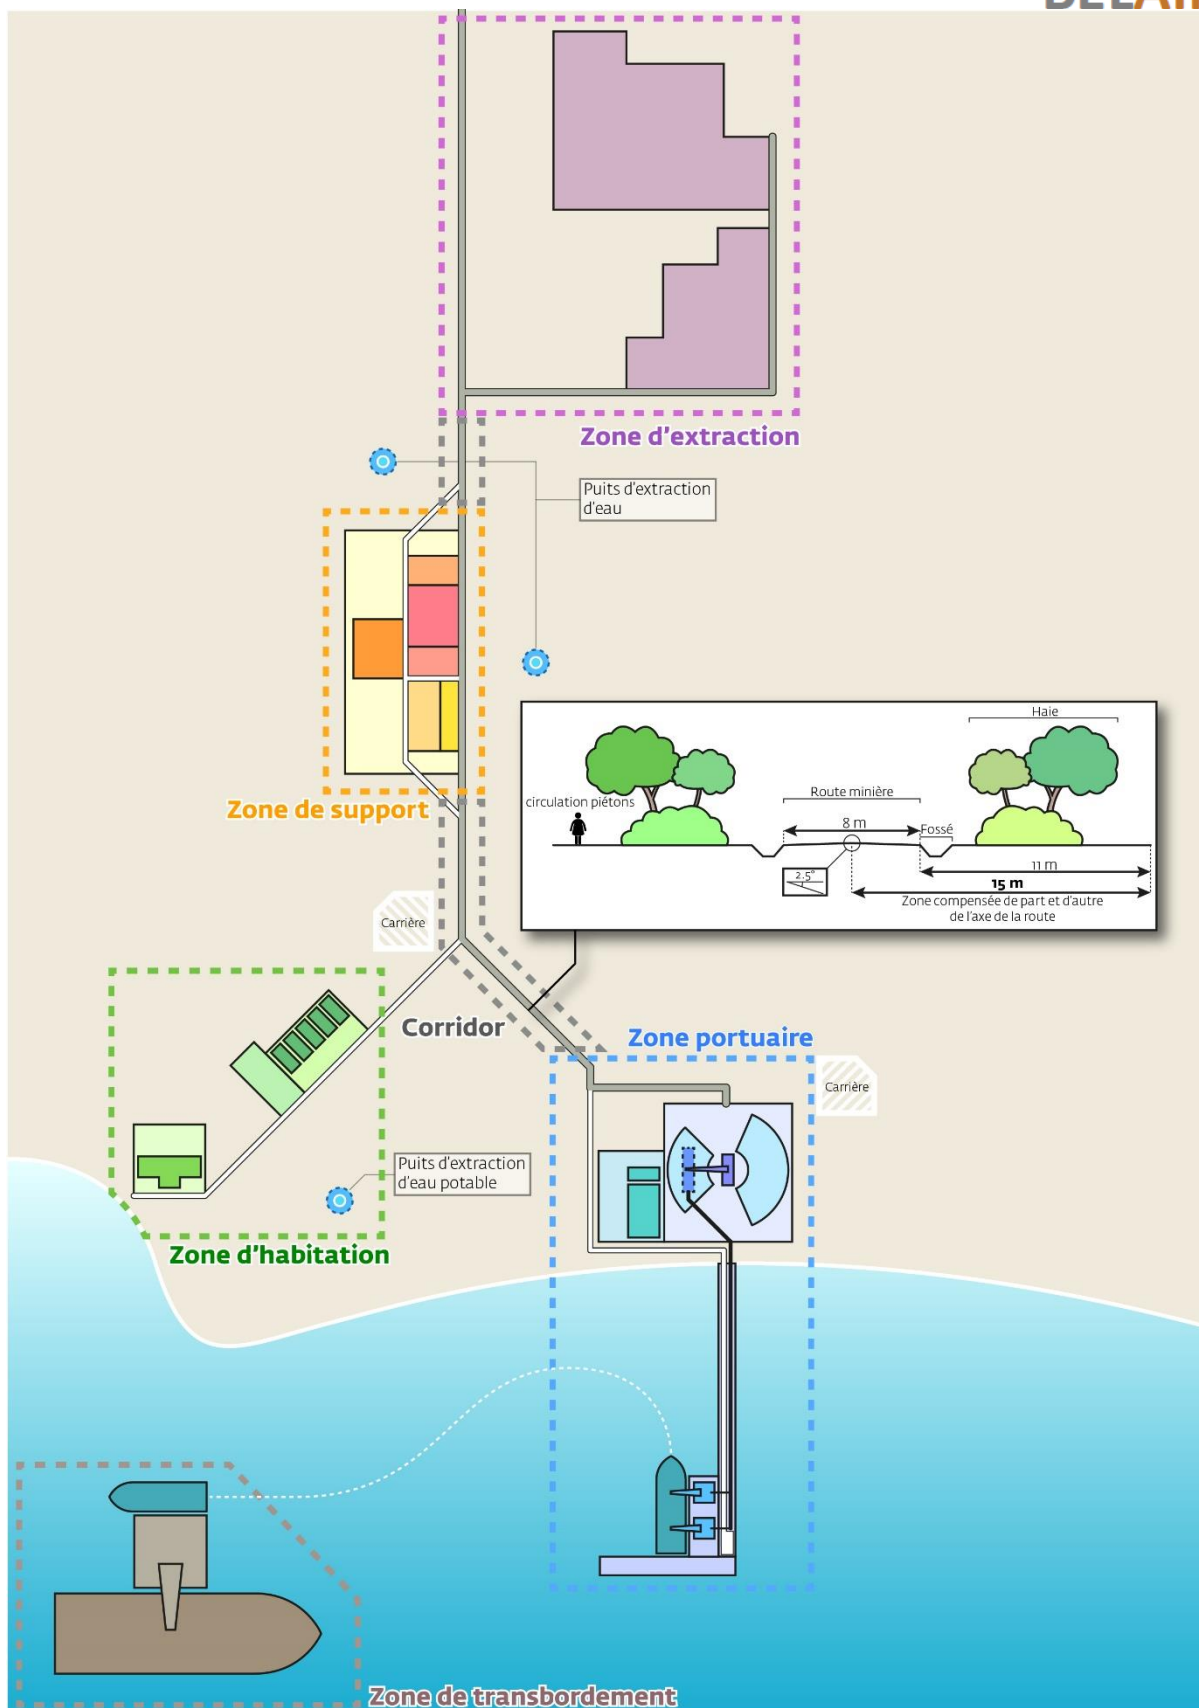 Zone d'extraction
Puits d'extraction
d'eau
Haie
Route minière
circulation piétons
8 m
Fossé
11 m
2.5°
15 m
Zone compensée de part et d'autre
de l'axe de la route
Zone de support
Carrière
Corridor
Zone portuaire
Carrière
Puits d'extraction
d'eau potable
Zone d'habitation
Zone de transbordement